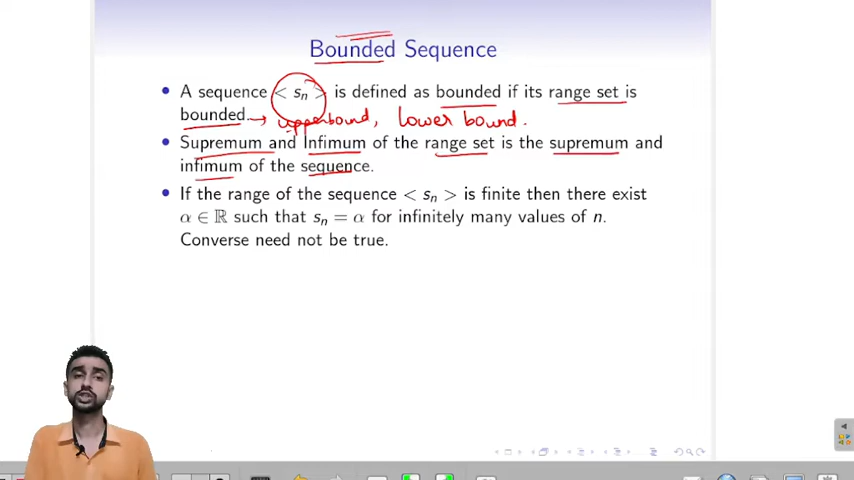 Bounded Sequence
• A sequence < sn > is defined as bounded if its range set is
bounded. → upperbound, Lower bound.
• Supremum and Infimum of the range set is the supremum and
infimum of the sequence.
• If the range of the sequence < sn > is finite then there exist
α ∈ ℝ such that sn = α for infinitely many values of n.
Converse need not be true.